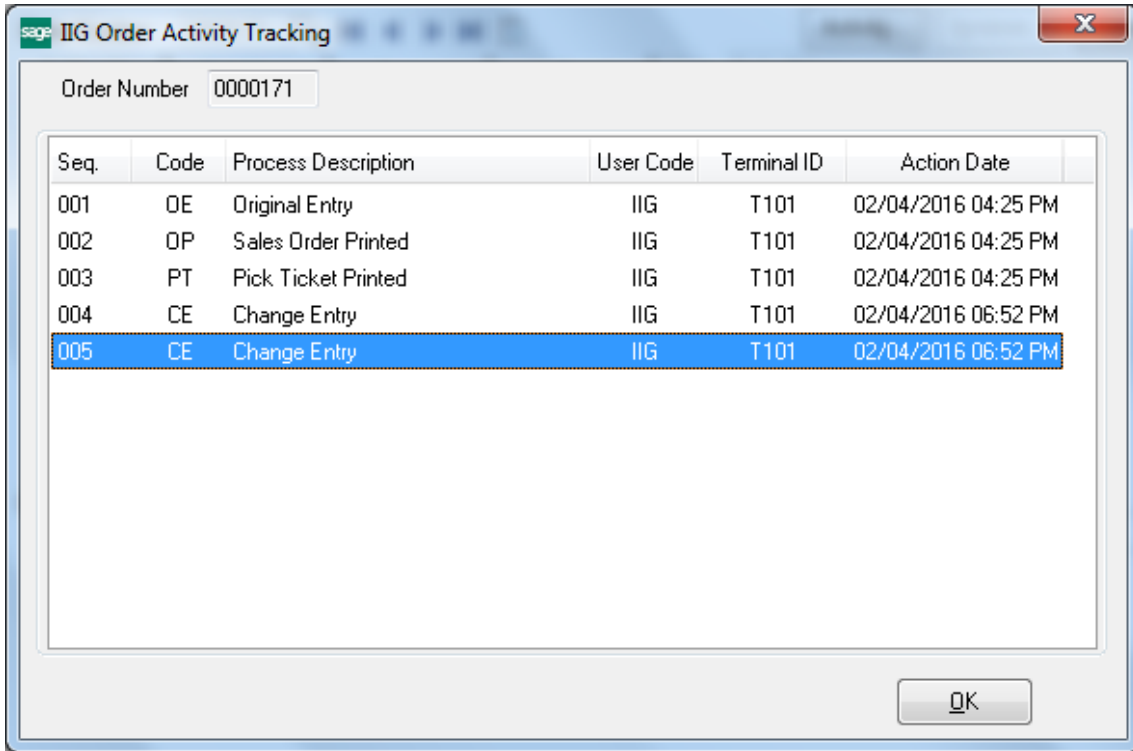 sage IIG Order Activity Tracking
Order Number 0000171
Seq. Code Process Description User Code Terminal ID Action Date
001 OE Original Entry IIG T101 02/04/2016 04:25 PM
002 OP Sales Order Printed IIG T101 02/04/2016 04:25 PM
003 PT Pick Ticket Printed IIG T101 02/04/2016 04:25 PM
004 CE Change Entry IIG T101 02/04/2016 06:52 PM
005 CE Change Entry IIG T101 02/04/2016 06:52 PM
OK